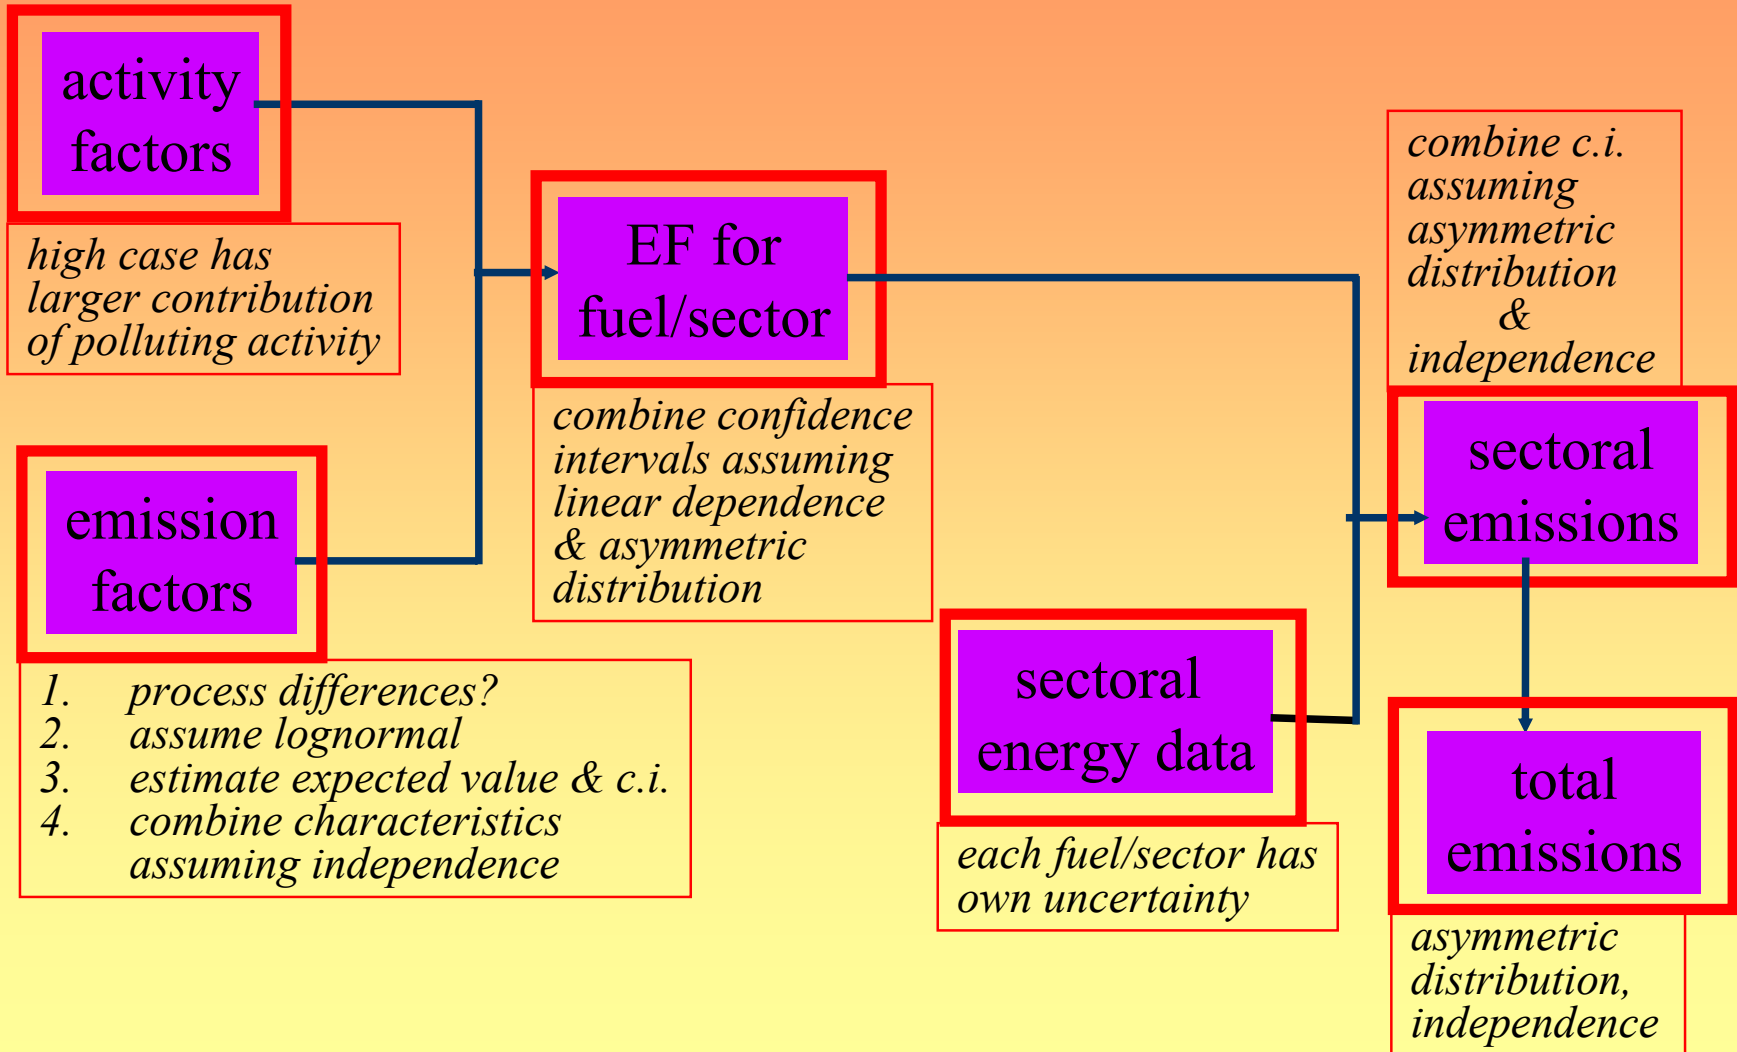 activity
factors
high case has
larger contribution
of polluting activity
emission
factors
1. process differences?
2. assume lognormal
3. estimate expected value & c.i.
4. combine characteristics
assuming independence
EF for
fuel/sector
combine confidence
intervals assuming
linear dependence
& asymmetric
distribution
sectoral
energy data
each fuel/sector has
own uncertainty
combine c.i.
assuming
asymmetric
distribution
&
independence
sectoral
emissions
total
emissions
asymmetric
distribution,
independence